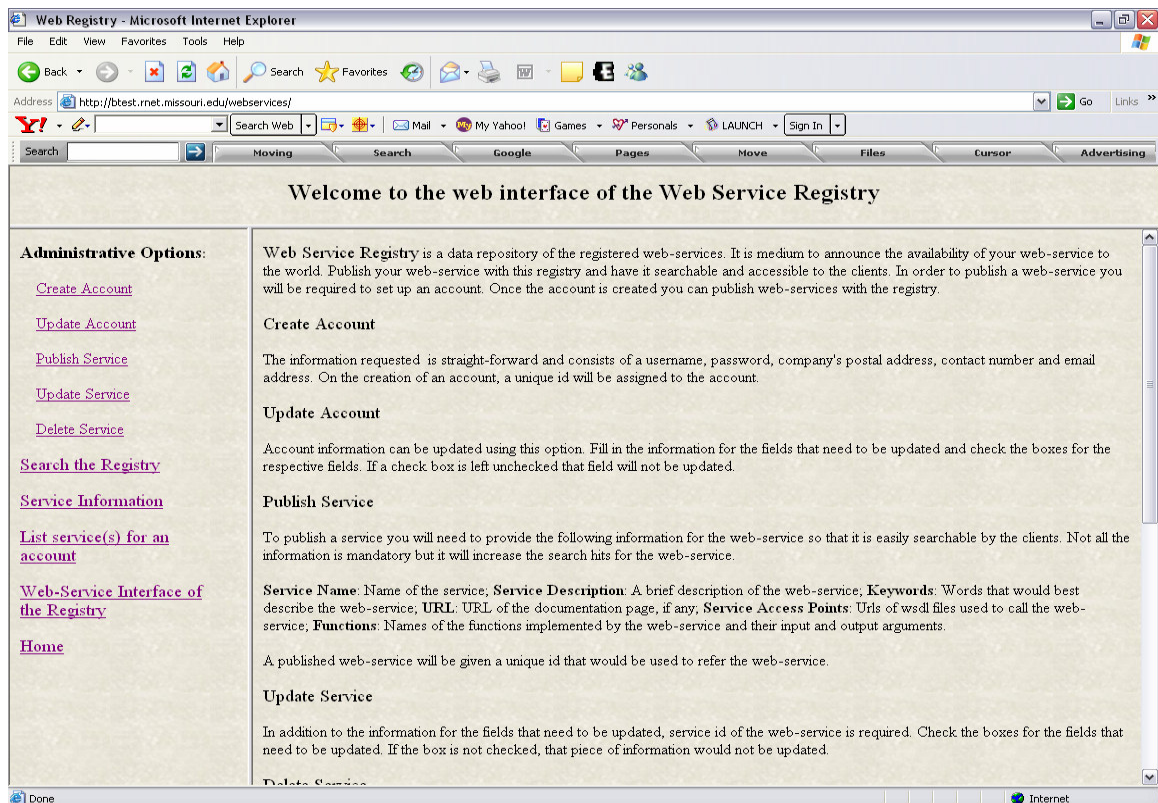 Web Registry - Microsoft Internet Explorer
File Edit View Favorites Tools Help
Back Search Favorites
Address http://btest.rnet.missouri.edu/webservices/ Go Links »
Y! Search Web Mail My Yahoo! Games Personals LAUNCH Sign In
Search Moving Search Google Pages Move Files Cursor Advertising
Welcome to the web interface of the Web Service Registry
Administrative Options:
Create Account
Update Account
Publish Service
Update Service
Delete Service
Search the Registry
Service Information
List service(s) for an
account
Web-Service Interface of
the Registry
Home
Web Service Registry is a data repository of the registered web-services. It is medium to announce the availability of your web-service to
the world. Publish your web-service with this registry and have it searchable and accessible to the clients. In order to publish a web-service you
will be required to set up an account. Once the account is created you can publish web-services with the registry.
Create Account
The information requested is straight-forward and consists of a username, password, company's postal address, contact number and email
address. On the creation of an account, a unique id will be assigned to the account.
Update Account
Account information can be updated using this option. Fill in the information for the fields that need to be updated and check the boxes for the
respective fields. If a check box is left unchecked that field will not be updated.
Publish Service
To publish a service you will need to provide the following information for the web-service so that it is easily searchable by the clients. Not all the
information is mandatory but it will increase the search hits for the web-service.
Service Name: Name of the service; Service Description: A brief description of the web-service; Keywords: Words that would best
describe the web-service; URL: URL of the documentation page, if any; Service Access Points: Urls of wsdl files used to call the web-
service; Functions: Names of the functions implemented by the web-service and their input and output arguments.
A published web-service will be given a unique id that would be used to refer the web-service.
Update Service
In addition to the information for the fields that need to be updated, service id of the web-service is required. Check the boxes for the fields that
need to be updated. If the box is not checked, that piece of information would not be updated.
Delete Service
Done Internet